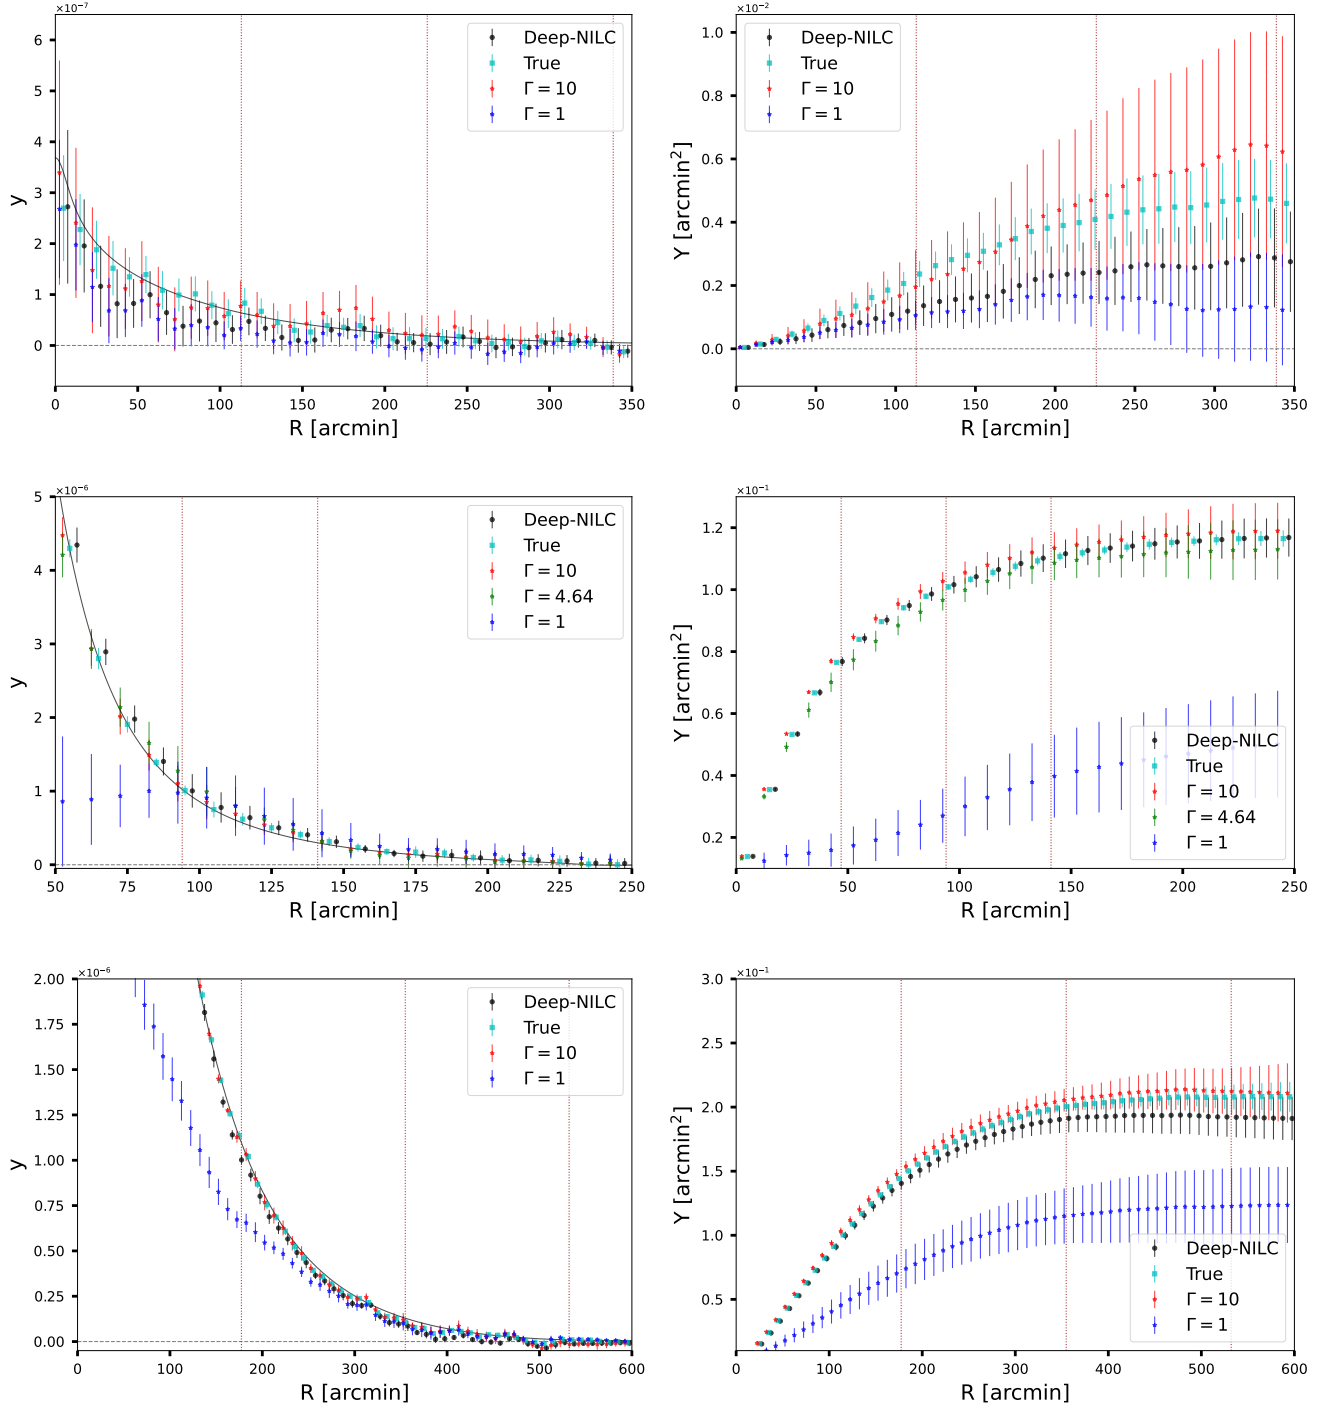 ×10⁻⁷
6
5
4
3
2
1
0
y
0 50 100 150 200 250 300 350
R [arcmin]
Deep-NILC
True
Γ = 10
Γ = 1
×10⁻²
1.0
0.8
0.6
0.4
0.2
0.0
Y [arcmin²]
0 50 100 150 200 250 300 350
R [arcmin]
Deep-NILC
True
Γ = 10
Γ = 1
×10⁻⁶
5
4
3
2
1
0
y
50 75 100 125 150 175 200 225 250
R [arcmin]
Deep-NILC
True
Γ = 10
Γ = 4.64
Γ = 1
×10⁻¹
1.2
1.0
0.8
0.6
0.4
0.2
Y [arcmin²]
0 50 100 150 200 250
R [arcmin]
Deep-NILC
True
Γ = 10
Γ = 4.64
Γ = 1
×10⁻⁶
2.00
1.75
1.50
1.25
1.00
0.75
0.50
0.25
0.00
y
0 100 200 300 400 500 600
R [arcmin]
Deep-NILC
True
Γ = 10
Γ = 1
×10⁻¹
3.0
2.5
2.0
1.5
1.0
0.5
Y [arcmin²]
0 100 200 300 400 500 600
R [arcmin]
Deep-NILC
True
Γ = 10
Γ = 1